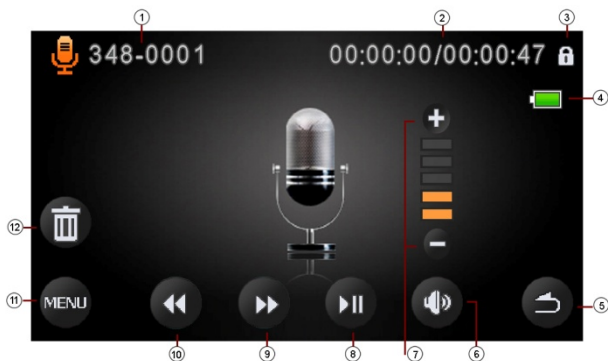 ① ② ③
348-0001 00:00:00/00:00:47
④
⑫
⑪ MENU ⑤
⑩ ⑨ ⑧ ⑦ ⑥